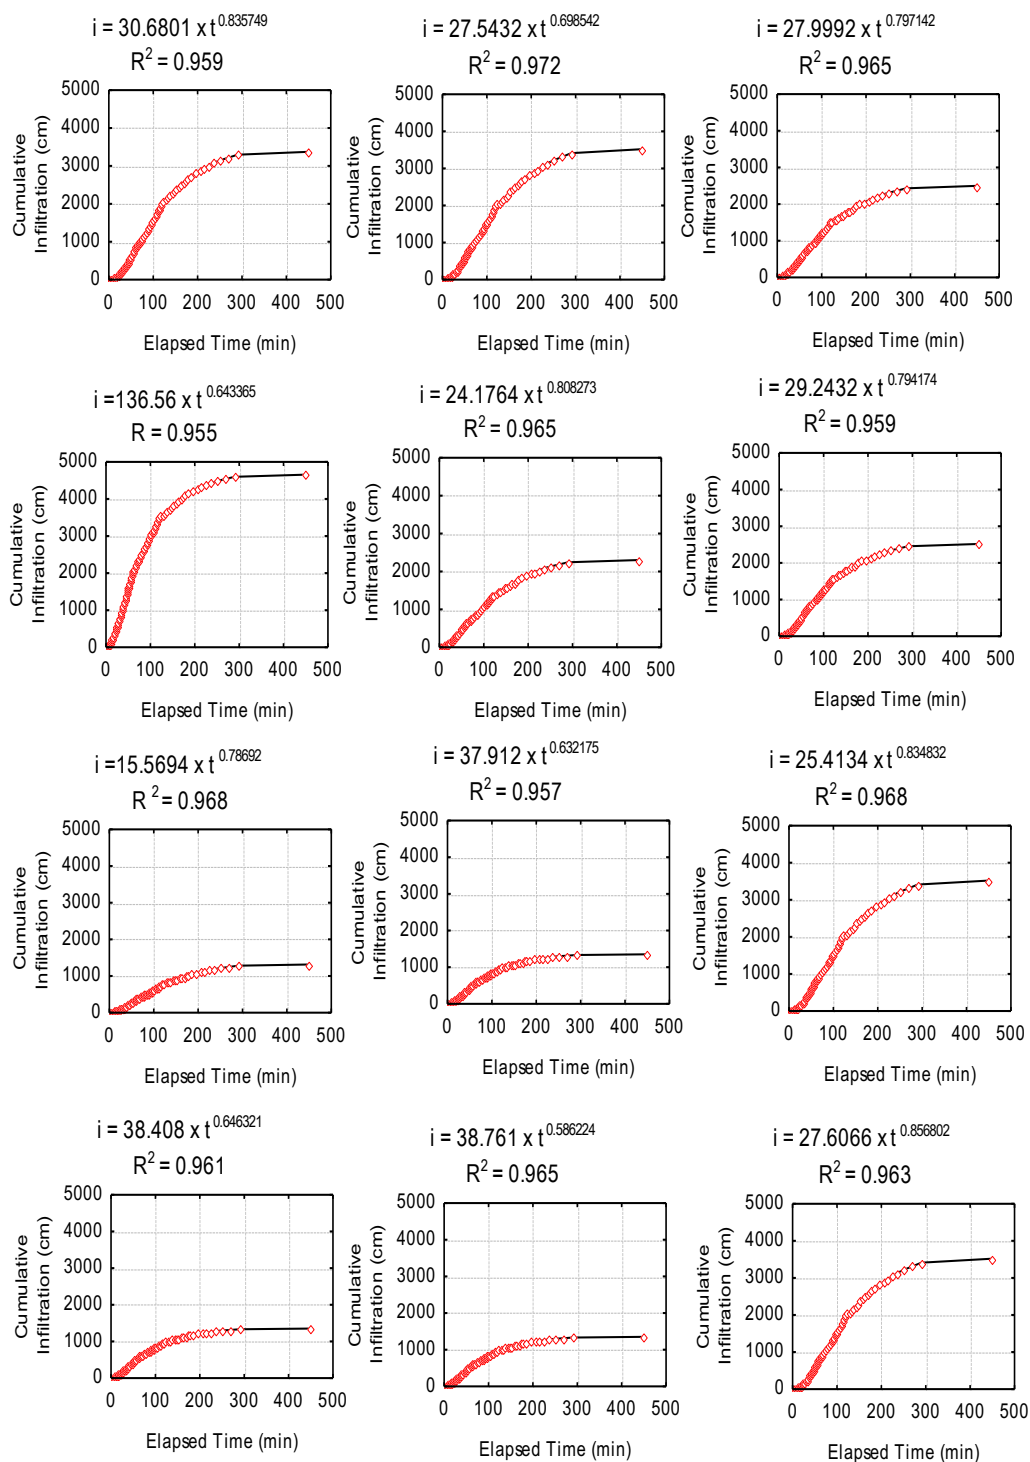 i = 30.6801 x t^0.835749
R² = 0.959
5000
4000
3000
2000
1000
0
Cumulative
Infiltration (cm)
0 100 200 300 400 500
Elapsed Time (min)
i = 27.5432 x t^0.698542
R² = 0.972
5000
4000
3000
2000
1000
0
Cumulative
Infiltration (cm)
0 100 200 300 400 500
Elapsed Time (min)
i = 27.9992 x t^0.797142
R² = 0.965
5000
4000
3000
2000
1000
0
Comulative
Infiltration (cm)
0 100 200 300 400 500
Elapsed Time (min)
i =136.56 x t^0.643365
R = 0.955
5000
4000
3000
2000
1000
0
Cumulative
Infiltration (cm)
0 100 200 300 400 500
Elapsed Time (min)
i = 24.1764 x t^0.808273
R² = 0.965
5000
4000
3000
2000
1000
0
Cumulative
Infiltration (cm)
0 100 200 300 400 500
Elapsed Time (min)
i = 29.2432 x t^0.794174
R² = 0.959
5000
4000
3000
2000
1000
0
Cumulative
Infiltration (cm)
0 100 200 300 400 500
Elapsed Time (min)
i =15.5694 x t^0.78692
R ² = 0.968
5000
4000
3000
2000
1000
0
Cumulative
Infiltration (cm)
0 100 200 300 400 500
Elapsed Time (min)
i = 37.912 x t^0.632175
R² = 0.957
5000
4000
3000
2000
1000
0
Cumulative
Infiltration (cm)
0 100 200 300 400 500
Elapsed Time (min)
i = 25.4134 x t^0.834832
R² = 0.968
5000
4000
3000
2000
1000
0
Cumulative
Infiltration (cm)
0 100 200 300 400 500
Elapsed Time (min)
i = 38.408 x t^0.646321
R² = 0.961
5000
4000
3000
2000
1000
0
Cumulative
Infiltration (cm)
0 100 200 300 400 500
Elapsed Time (min)
i = 38.761 x t^0.586224
R² = 0.965
5000
4000
3000
2000
1000
0
Cumulative
Infiltration (cm)
0 100 200 300 400 500
Elapsed Time (min)
i = 27.6066 x t^0.856802
R² = 0.963
5000
4000
3000
2000
1000
0
Cumulative
Infiltration (cm)
0 100 200 300 400 500
Elapsed Time (min)